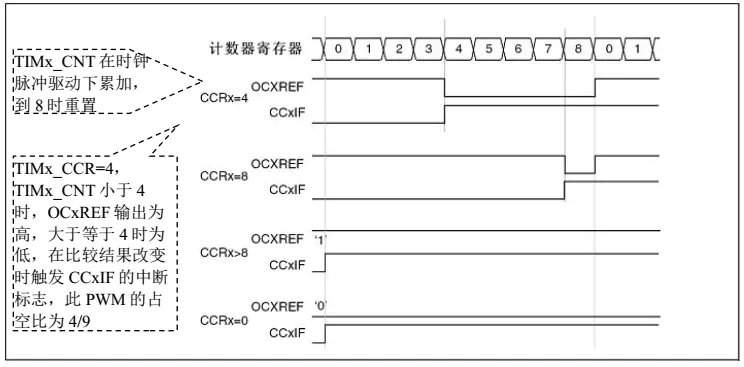 计数器寄存器 0 1 2 3 4 5 6 7 8 0 1
TIMx_CNT 在时钟
脉冲驱动下累加，
到 8 时重置
CCRx=4
OCXREF
CCxIF
TIMx_CCR=4，
TIMx_CNT 小于 4
时，OCxREF 输出为
高，大于等于 4 时为
低，在比较结果改变
时触发 CCxIF 的中断
标志，此 PWM 的占
空比为 4/9
CCRx=8
OCXREF
CCxIF
CCRx>8
OCXREF '1'
CCxIF
CCRx=0
OCXREF '0'
CCxIF